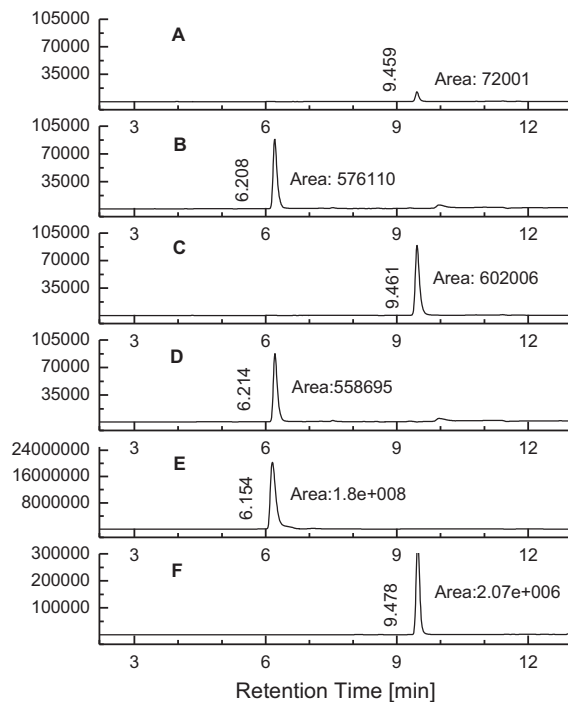 105000
A
70000
9.459
Area: 72001
35000
3 6 9 12
105000
B
70000
6.208
Area: 576110
35000
3 6 9 12
105000
C
70000
9.461
Area: 602006
35000
3 6 9 12
105000
D
70000
6.214
Area:558695
35000
3 6 9 12
24000000
E
16000000
6.154
Area:1.8e+008
8000000
3 6 9 12
300000
F
200000
9.478
Area:2.07e+006
100000
3 6 9 12
Retention Time [min]